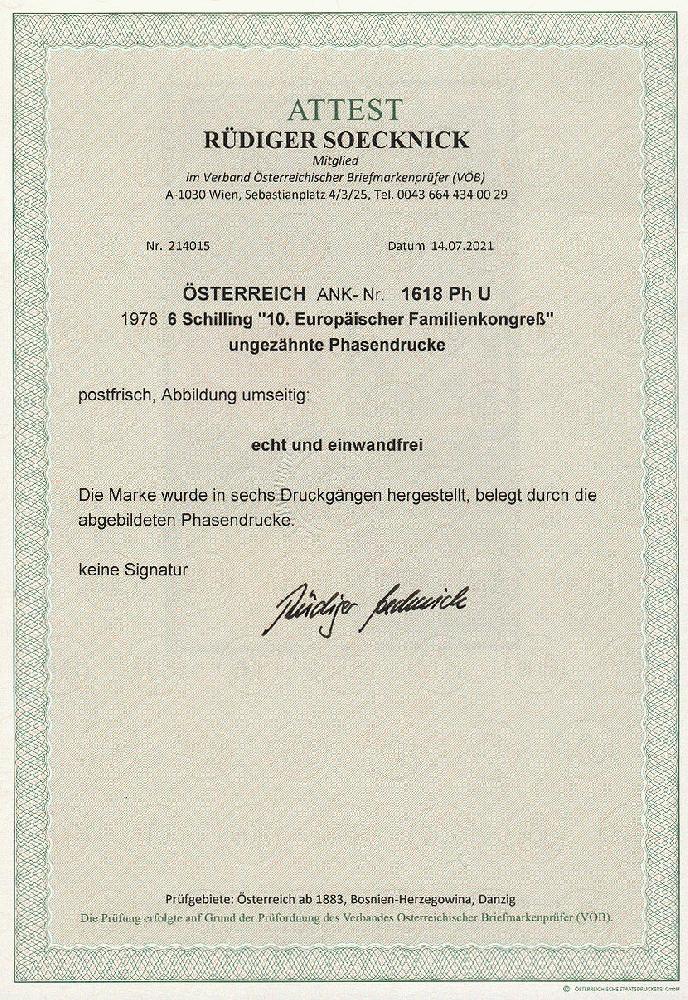 ATTEST
RÜDIGER SOECKNICK
Mitglied
im Verband Österreichischer Briefmarkenprüfer (VÖB)
A-1030 Wien, Sebastianplatz 4/3/25, Tel. 0043 664 434 00 29
Nr. 214015 Datum 14.07.2021
ÖSTERREICH ANK-Nr. 1618 Ph U
1978 6 Schilling "10. Europäischer Familienkongreß"
ungezähnte Phasendrucke
postfrisch, Abbildung umseitig:
echt und einwandfrei
Die Marke wurde in sechs Druckgängen hergestellt, belegt durch die
abgebildeten Phasendrucke.
keine Signatur
Rüdiger Soecknick
Prüfgebiete: Österreich ab 1883, Bosnien-Herzegowina, Danzig
Die Prüfung erfolgte auf Grund der Prüfordnung des Verbandes Österreichischer Briefmarkenprüfer (VÖB).
© ÖSTERREICHISCHE STAATSDRUCKEREI GmbH